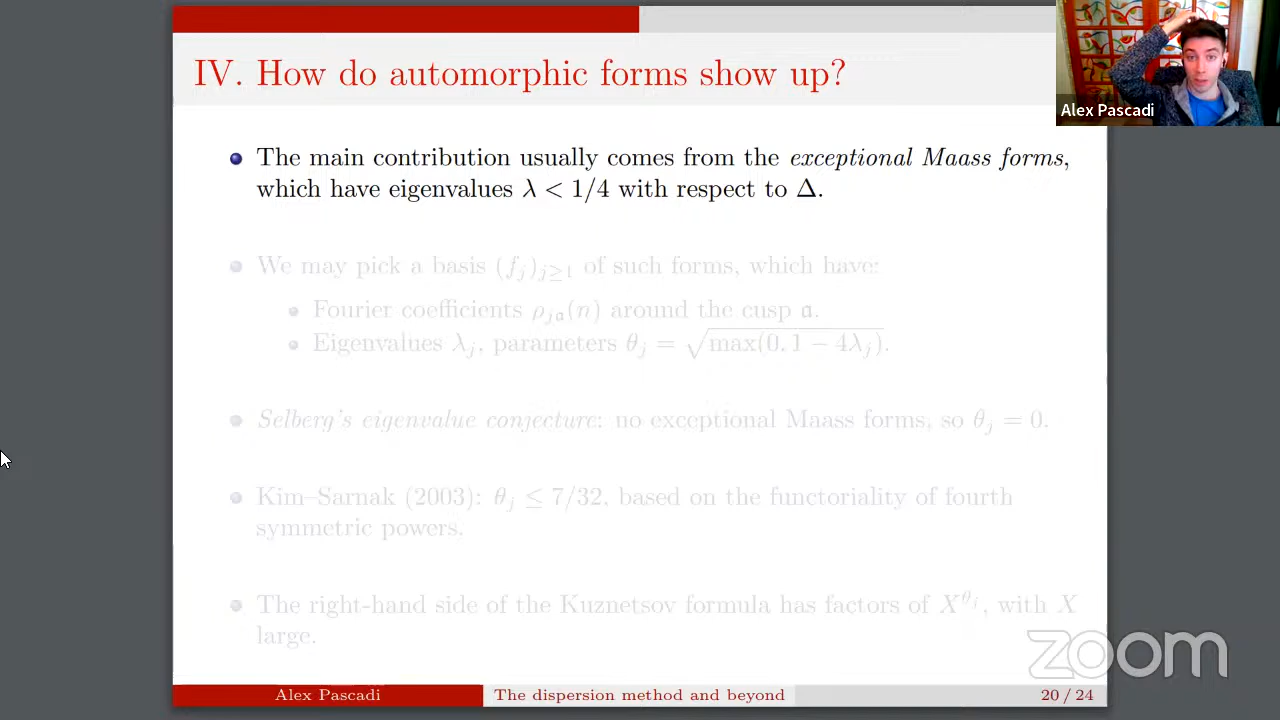 IV. How do automorphic forms show up?
Alex Pascadi
The main contribution usually comes from the exceptional Maass forms,
which have eigenvalues λ < 1/4 with respect to Δ.
We may pick a basis (f_j)_{j≥1} of such forms, which have:
Fourier coefficients ρ_{j𝔞}(n) around the cusp 𝔞.
Eigenvalues λ_j, parameters θ_j = √max(0, 1 − 4λ_j).
Selberg's eigenvalue conjecture: no exceptional Maass forms, so θ_j = 0.
Kim–Sarnak (2003): θ_j ≤ 7/32, based on the functoriality of fourth
symmetric powers.
The right-hand side of the Kuznetsov formula has factors of X^{θ_j}, with X
large.
zoom
Alex Pascadi The dispersion method and beyond 20 / 24